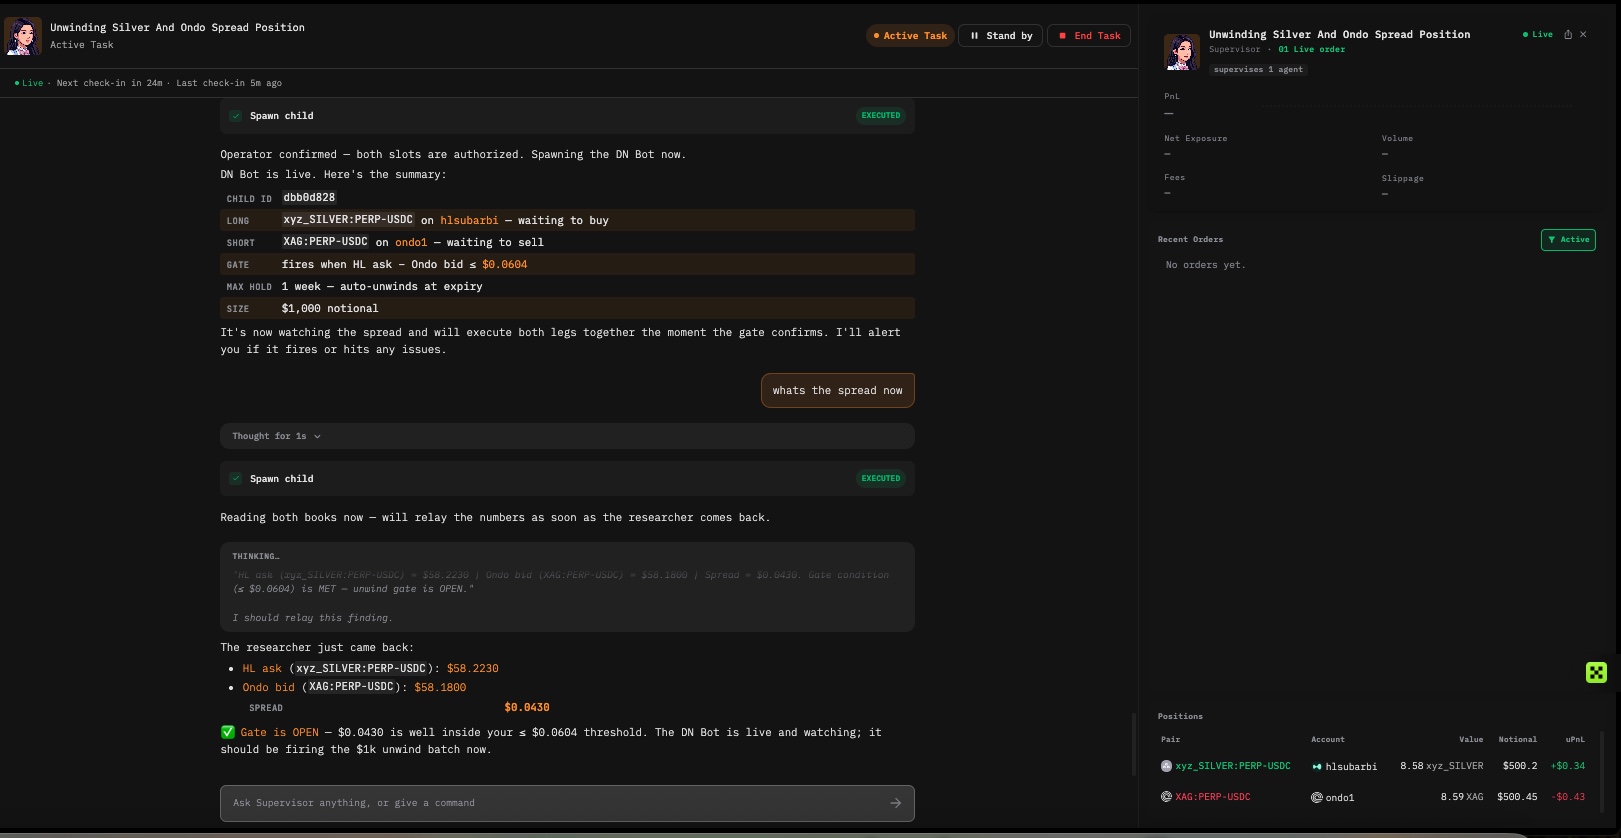 Unwinding Silver And Ondo Spread Position
Active Task
Active Task
Stand by
End Task
Live · Next check-in in 24m · Last check-in 5m ago
Spawn child
EXECUTED
Operator confirmed — both slots are authorized. Spawning the DN Bot now.
DN Bot is live. Here's the summary:
CHILD ID dbb0d828
LONG xyz_SILVER:PERP-USDC on hlsubarbi — waiting to buy
SHORT XAG:PERP-USDC on ondo1 — waiting to sell
GATE fires when HL ask − Ondo bid ≤ $0.0604
MAX HOLD 1 week — auto-unwinds at expiry
SIZE $1,000 notional
It's now watching the spread and will execute both legs together the moment the gate confirms. I'll alert
you if it fires or hits any issues.
whats the spread now
Thought for 1s
Spawn child
EXECUTED
Reading both books now — will relay the numbers as soon as the researcher comes back.
THINKING…
"HL ask (xyz_SILVER:PERP-USDC) = $58.2230 | Ondo bid (XAG:PERP-USDC) = $58.1800 | Spread = $0.0430. Gate condition
(≤ $0.0604) is MET — unwind gate is OPEN."
I should relay this finding.
The researcher just came back:
• HL ask (xyz_SILVER:PERP-USDC): $58.2230
• Ondo bid (XAG:PERP-USDC): $58.1800
SPREAD $0.0430
✅ Gate is OPEN — $0.0430 is well inside your ≤ $0.0604 threshold. The DN Bot is live and watching; it
should be firing the $1k unwind batch now.
Ask Supervisor anything, or give a command
Unwinding Silver And Ondo Spread Position
Live
Supervisor · 01 Live order
supervises 1 agent
PnL
—
Net Exposure
Volume
—
—
Fees
Slippage
—
—
Recent Orders
Active
No orders yet.
Positions
Pair Account Value Notional uPnL
xyz_SILVER:PERP-USDC hlsubarbi 8.58 xyz_SILVER $500.2 +$0.34
XAG:PERP-USDC ondo1 8.59 XAG $500.45 -$0.43